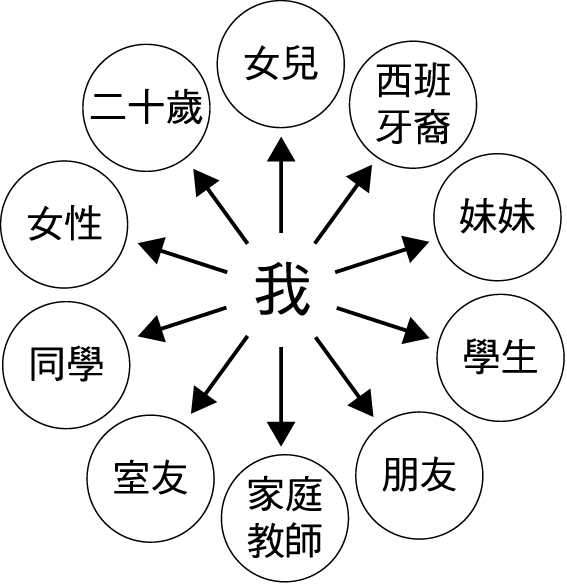 女兒
西班
牙裔
妹妹
學生
朋友
家庭
教師
室友
同學
女性
二十歲
我